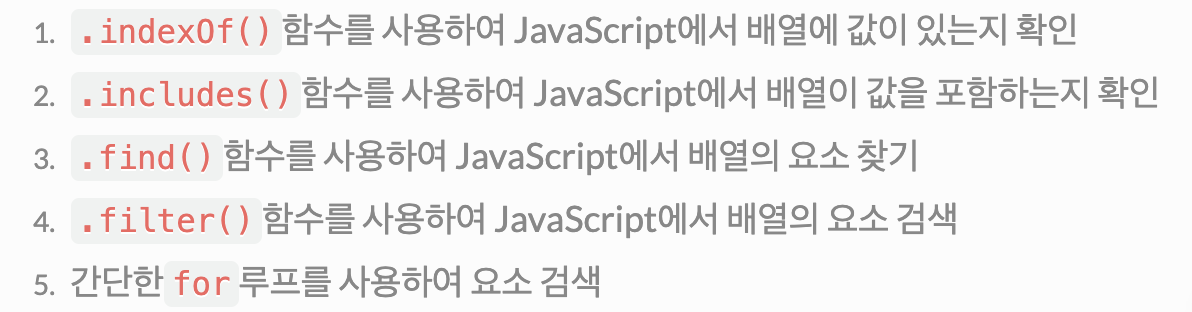 1. .indexOf() 함수를 사용하여 JavaScript에서 배열에 값이 있는지 확인
2. .includes() 함수를 사용하여 JavaScript에서 배열이 값을 포함하는지 확인
3. .find() 함수를 사용하여 JavaScript에서 배열의 요소 찾기
4. .filter() 함수를 사용하여 JavaScript에서 배열의 요소 검색
5. 간단한 for 루프를 사용하여 요소 검색